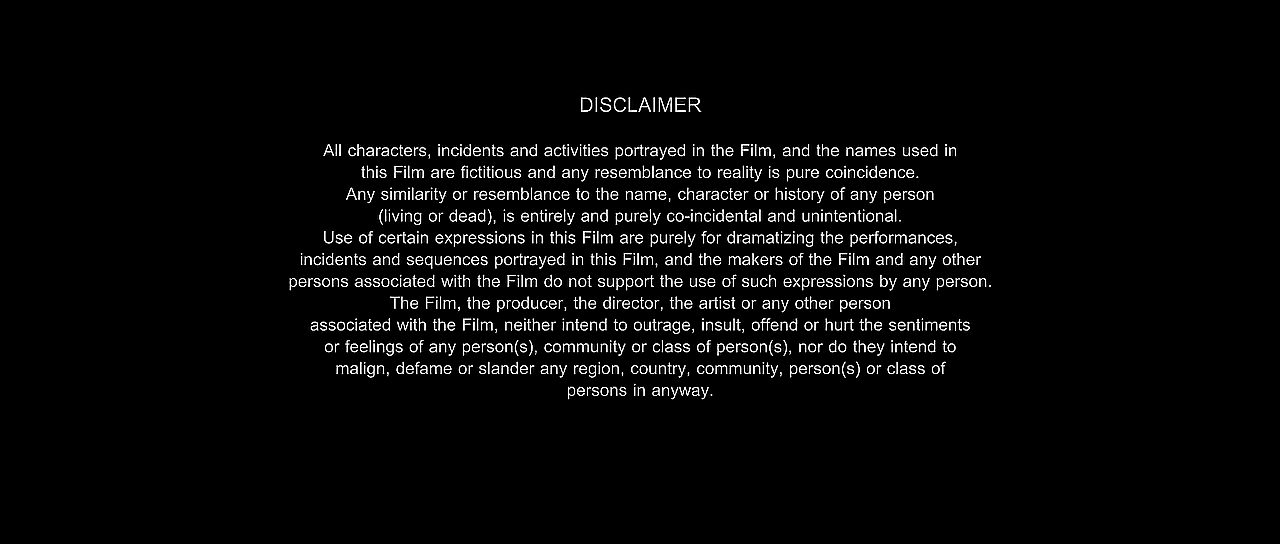 DISCLAIMER
All characters, incidents and activities portrayed in the Film, and the names used in
this Film are fictitious and any resemblance to reality is pure coincidence.
Any similarity or resemblance to the name, character or history of any person
(living or dead), is entirely and purely co-incidental and unintentional.
Use of certain expressions in this Film are purely for dramatizing the performances,
incidents and sequences portrayed in this Film, and the makers of the Film and any other
persons associated with the Film do not support the use of such expressions by any person.
The Film, the producer, the director, the artist or any other person
associated with the Film, neither intend to outrage, insult, offend or hurt the sentiments
or feelings of any person(s), community or class of person(s), nor do they intend to
malign, defame or slander any region, country, community, person(s) or class of
persons in anyway.